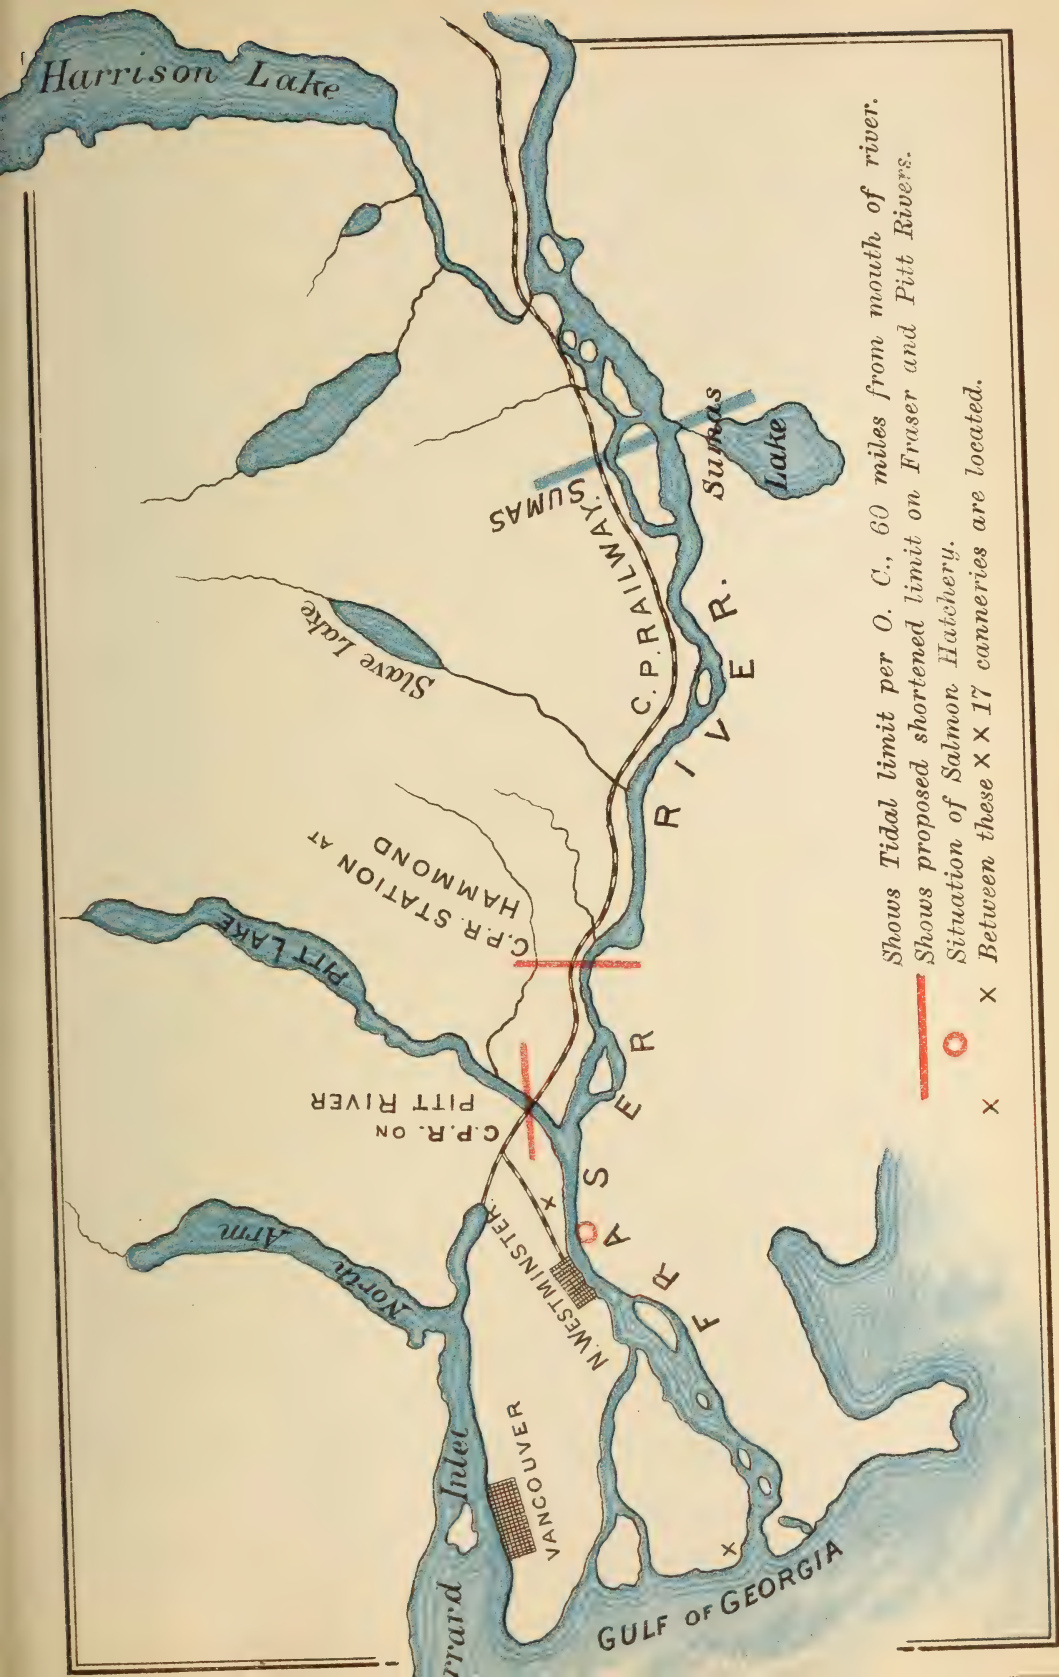 Harrison Lake
Slave Lake
PITT LAKE
North Arm
C.P.R. STATION AT
HAMMOND
C.P.R. ON
PITT RIVER
C.P. RAILWAY.
SUMAS
Sumas
Lake
FRASER RIVER.
N. WESTMINSTER.
VANCOUVER
Inlet
GULF OF GEORGIA
x
x
Shows Tidal limit per O. C., 60 miles from mouth of river.
Shows proposed shortened limit on Fraser and Pitt Rivers.
Situation of Salmon Hatchery.
x x Between these x x 17 canneries are located.